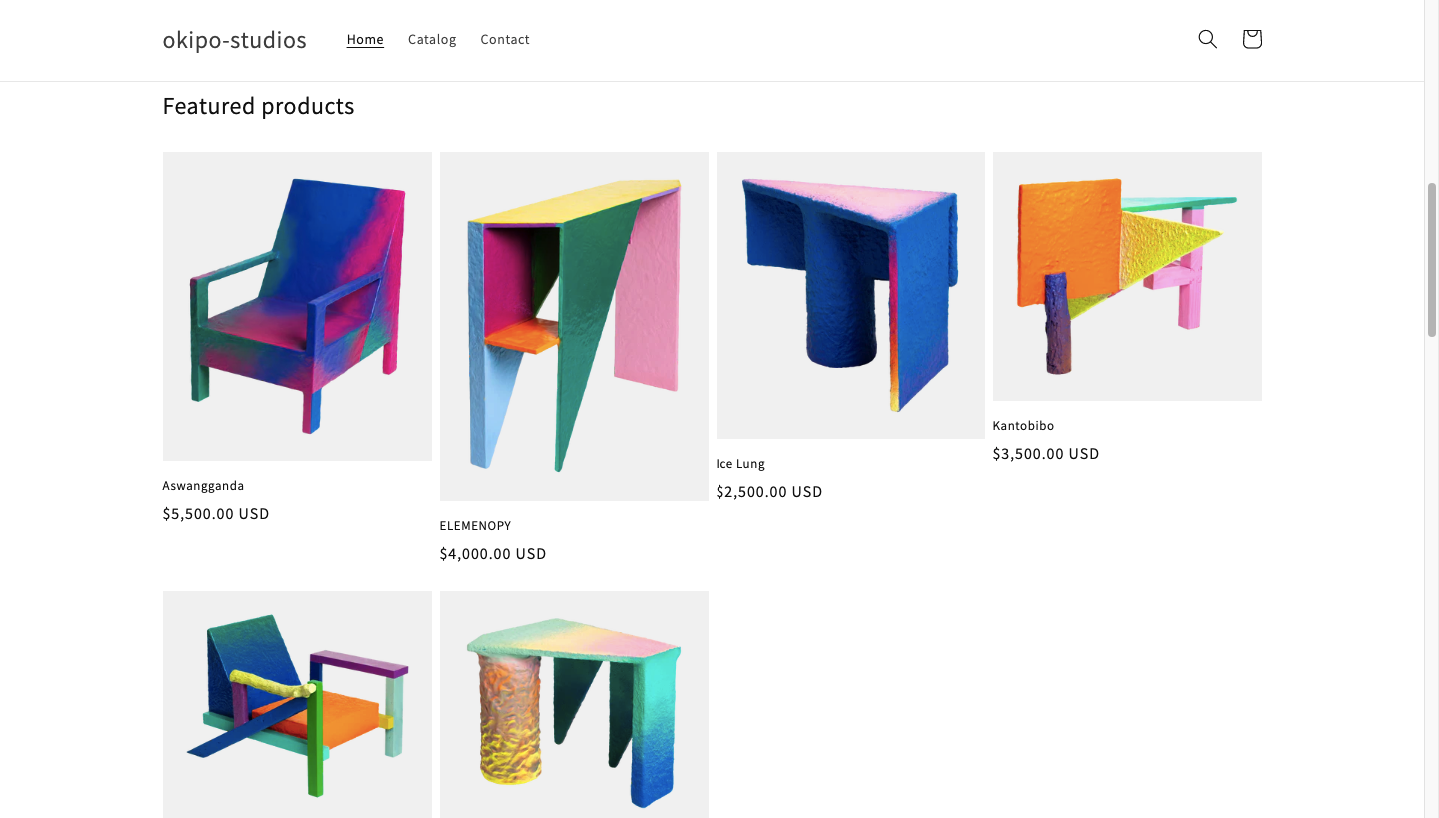 okipo-studios
Home Catalog Contact
Featured products
Aswangganda
$5,500.00 USD
ELEMENOPY
$4,000.00 USD
Ice Lung
$2,500.00 USD
Kantobibo
$3,500.00 USD